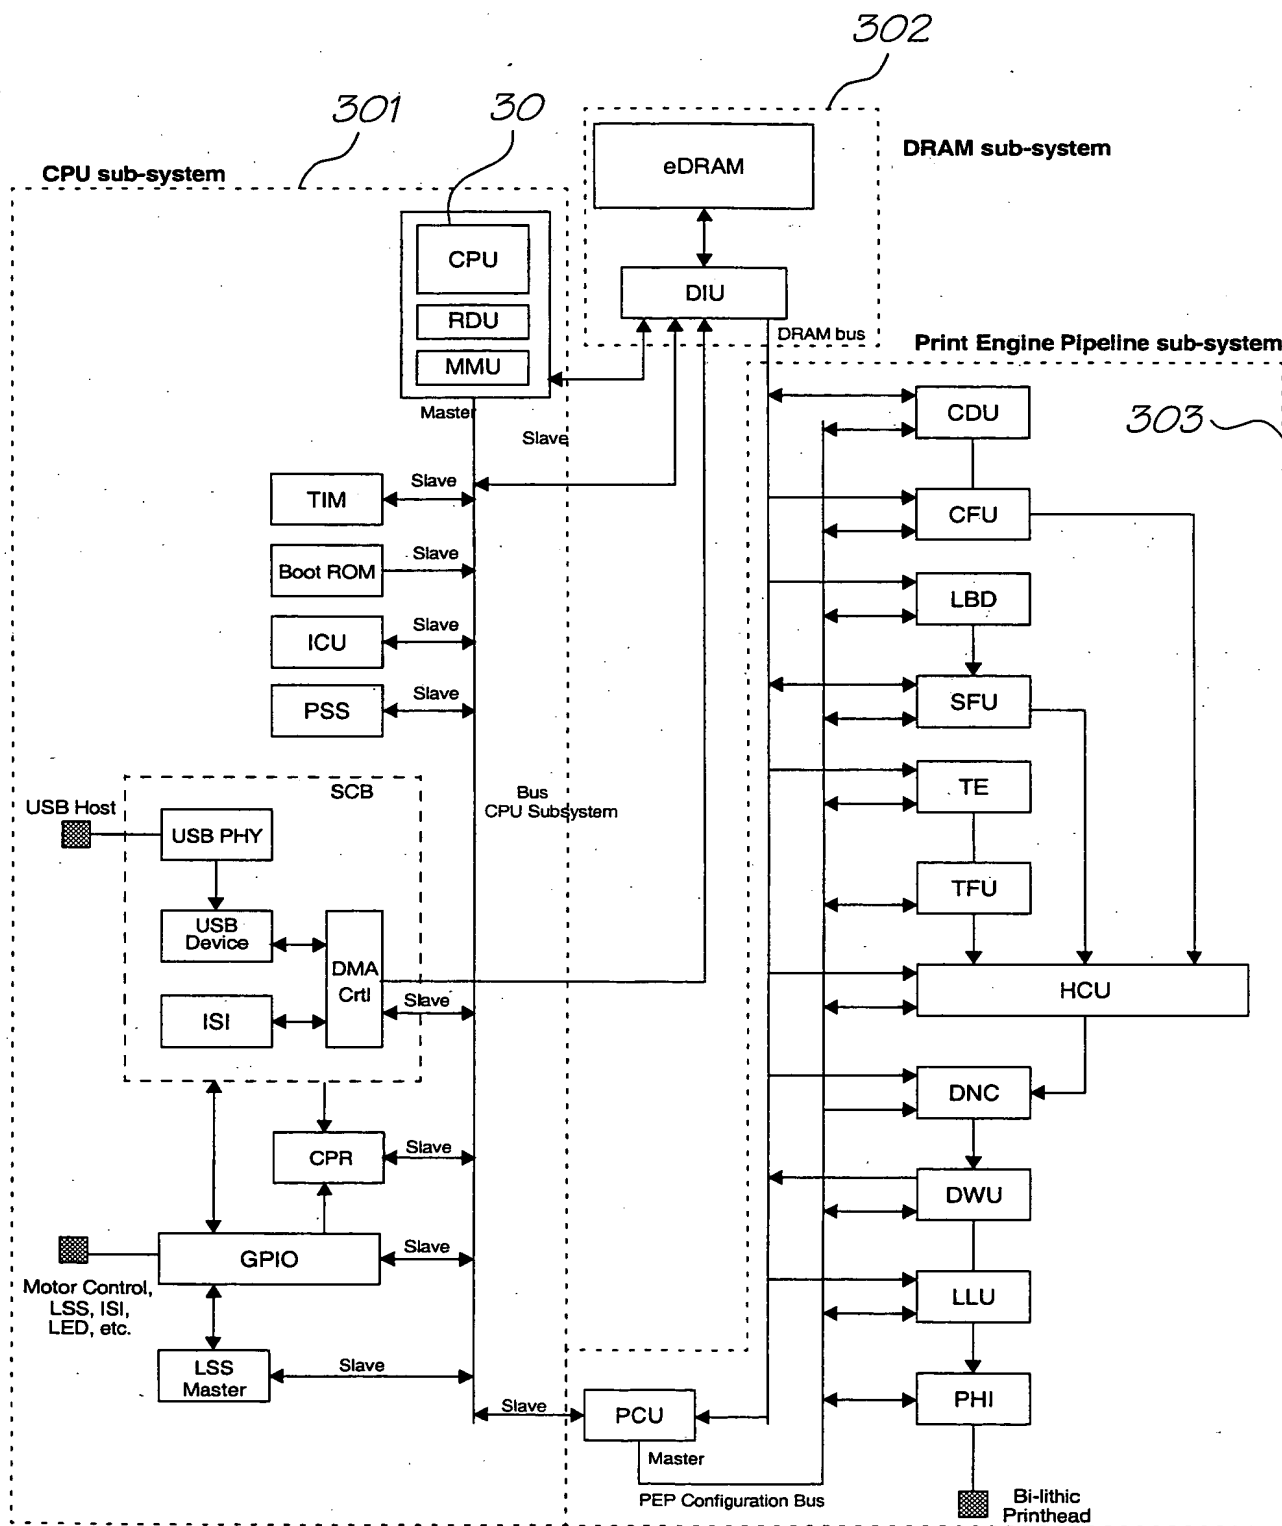 302
301
30
CPU sub-system
DRAM sub-system
eDRAM
CPU
RDU
MMU
Master
DIU
DRAM bus
Print Engine Pipeline sub-system
303
Slave
TIM
Slave
Boot ROM
Slave
ICU
Slave
PSS
Slave
CDU
CFU
LBD
SFU
TE
TFU
HCU
DNC
DWU
LLU
PHI
SCB
USB Host
USB PHY
USB
Device
DMA
Crtl
ISI
Slave
Bus
CPU Subsystem
CPR
Slave
GPIO
Slave
Motor Control,
LSS, ISI,
LED, etc.
LSS
Master
Slave
Slave
PCU
Master
PEP Configuration Bus
Bi-lithic
Printhead